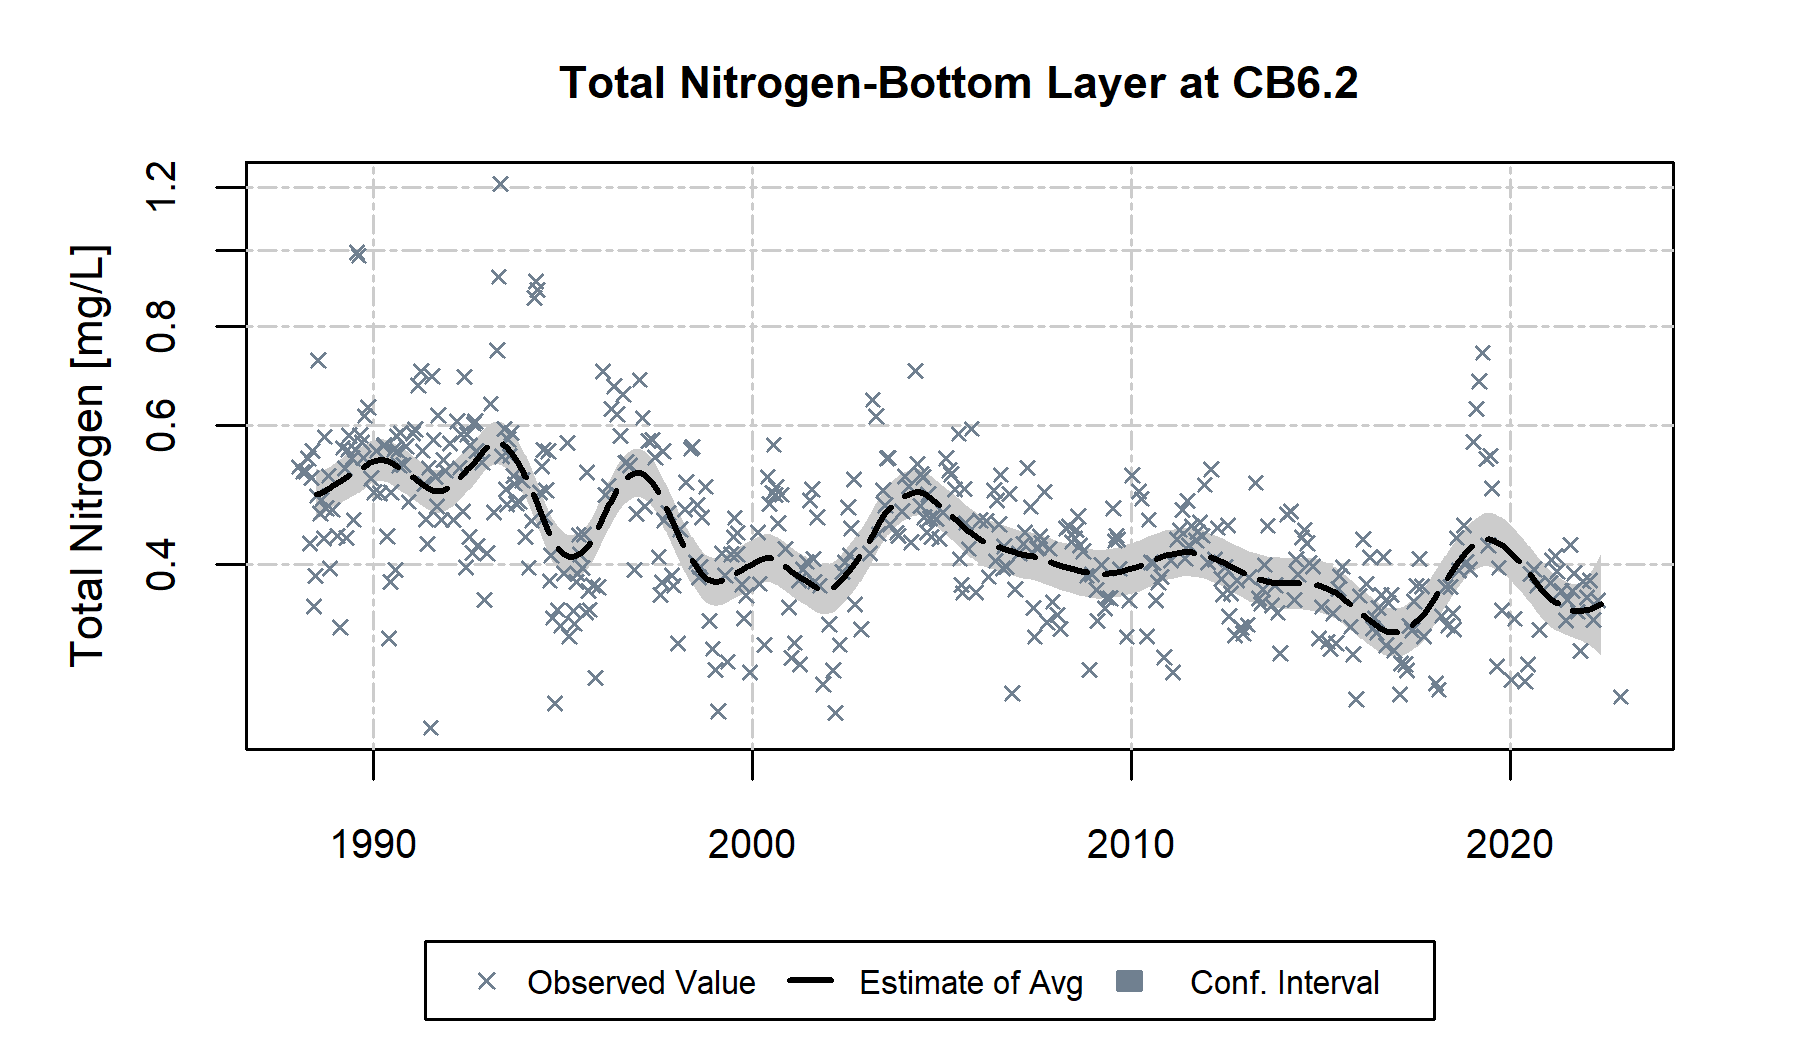 Total Nitrogen-Bottom Layer at CB6.2
Total Nitrogen [mg/L]
1.2
0.8
0.6
0.4
1990 2000 2010 2020
Observed Value Estimate of Avg Conf. Interval